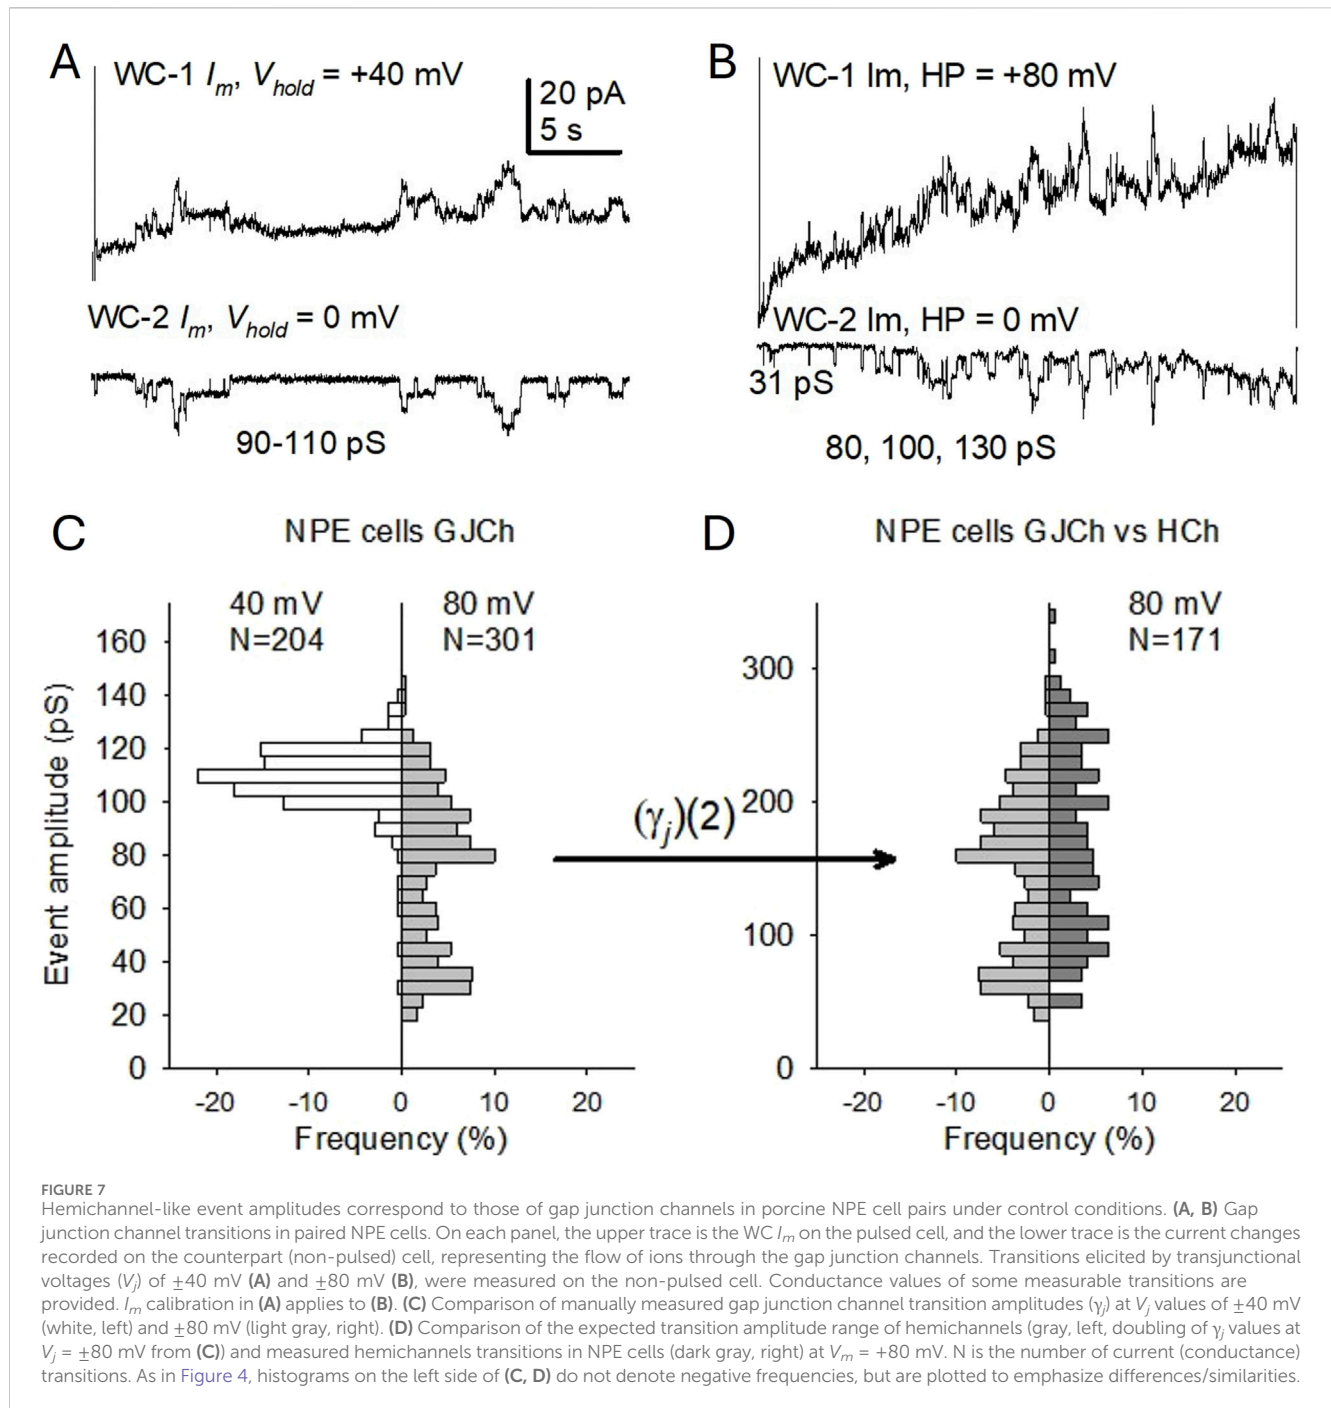 A
WC-1 Im, Vhold = +40 mV
20 pA
5 s
WC-2 Im, Vhold = 0 mV
90-110 pS
B
WC-1 Im, HP = +80 mV
WC-2 Im, HP = 0 mV
31 pS
80, 100, 130 pS
C
NPE cells GJCh
40 mV
N=204
80 mV
N=301
Event amplitude (pS)
160
140
120
100
80
60
40
20
0
-20 -10 0 10 20
Frequency (%)
(γj)(2)
D
NPE cells GJCh vs HCh
80 mV
N=171
300
200
100
0
-20 -10 0 10 20
Frequency (%)
FIGURE 7
Hemichannel-like event amplitudes correspond to those of gap junction channels in porcine NPE cell pairs under control conditions. (A, B) Gap
junction channel transitions in paired NPE cells. On each panel, the upper trace is the WC Im on the pulsed cell, and the lower trace is the current changes
recorded on the counterpart (non-pulsed) cell, representing the flow of ions through the gap junction channels. Transitions elicited by transjunctional
voltages (Vj) of ±40 mV (A) and ±80 mV (B), were measured on the non-pulsed cell. Conductance values of some measurable transitions are
provided. Im calibration in (A) applies to (B). (C) Comparison of manually measured gap junction channel transition amplitudes (γj) at Vj values of ±40 mV
(white, left) and ±80 mV (light gray, right). (D) Comparison of the expected transition amplitude range of hemichannels (gray, left, doubling of γj values at
Vj = ±80 mV from (C)) and measured hemichannels transitions in NPE cells (dark gray, right) at Vm = +80 mV. N is the number of current (conductance)
transitions. As in Figure 4, histograms on the left side of (C, D) do not denote negative frequencies, but are plotted to emphasize differences/similarities.